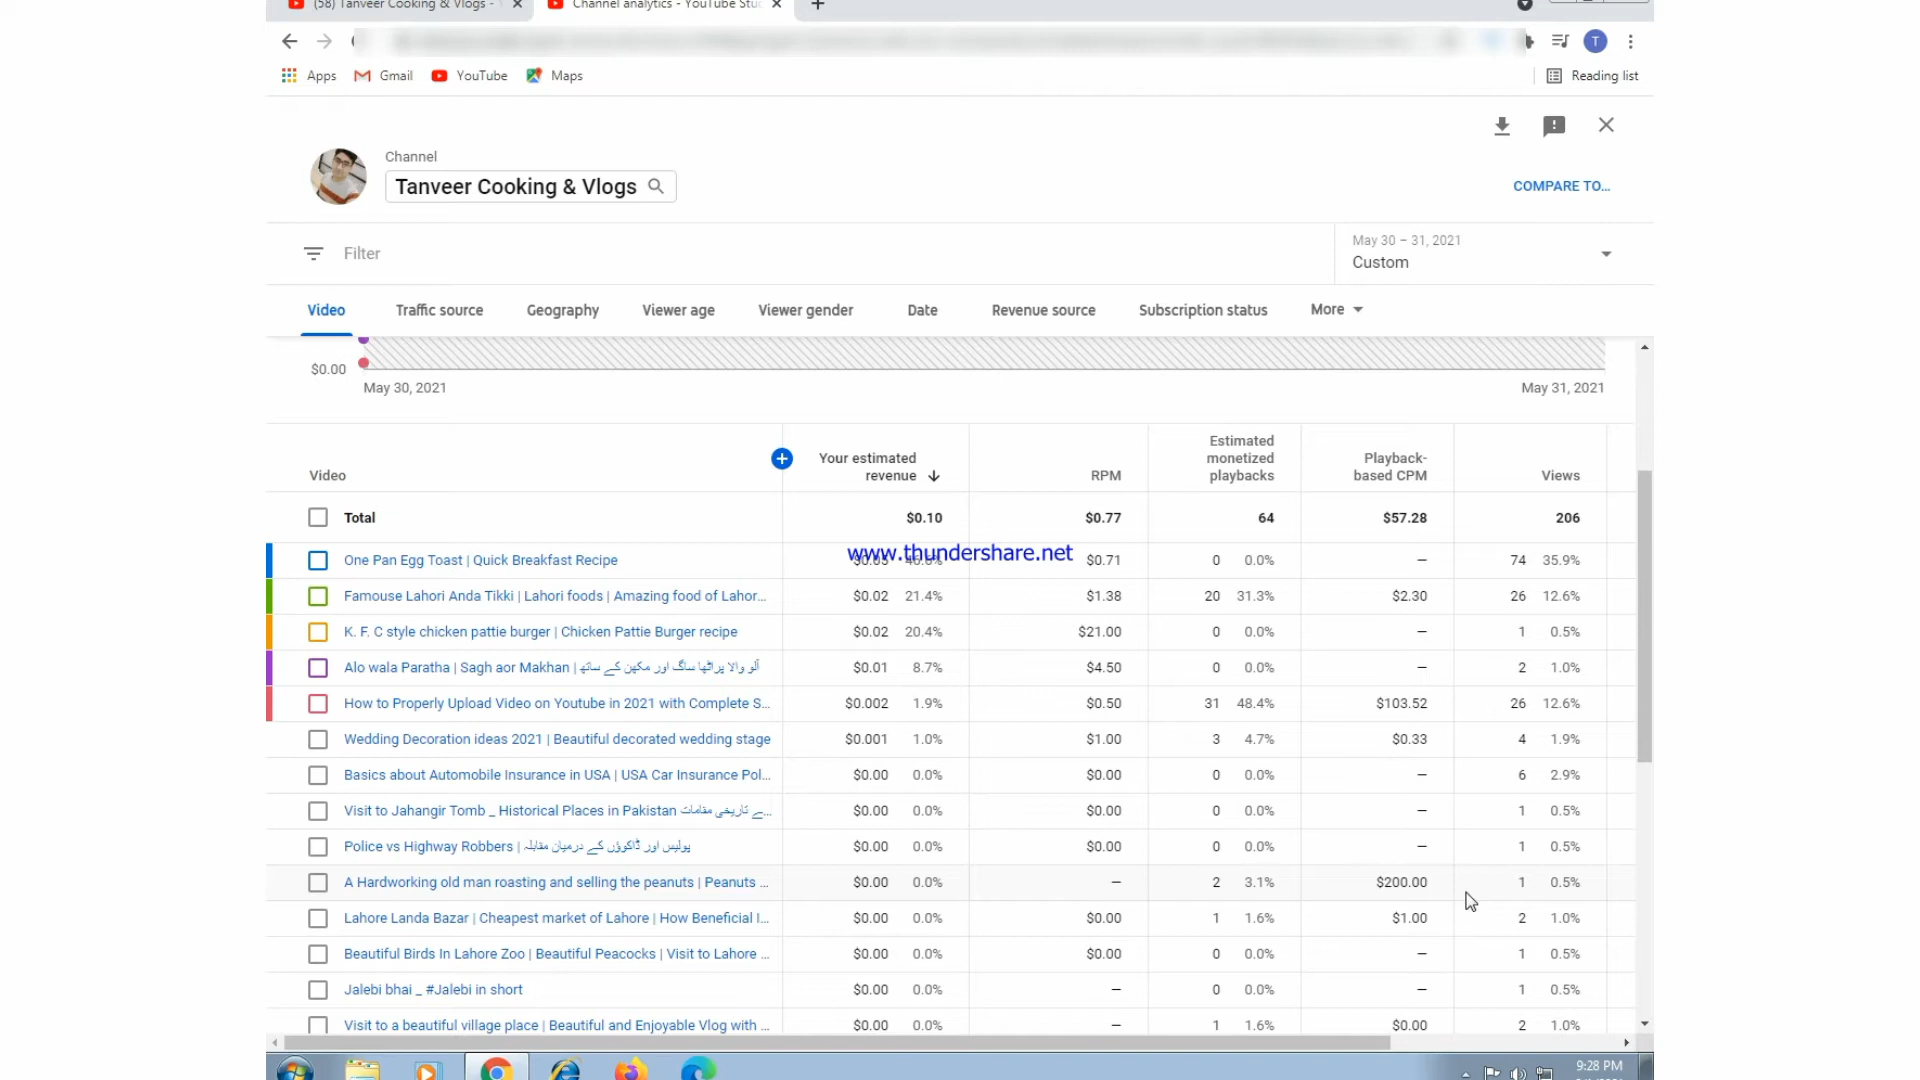 (58) Tanveer Cooking & Vlogs -
Channel analytics - YouTube Stu
T
Apps Gmail YouTube Maps Reading list
Channel
Tanveer Cooking & Vlogs
COMPARE TO...
Filter
May 30 – 31, 2021
Custom
Video Traffic source Geography Viewer age Viewer gender Date Revenue source Subscription status More
$0.00
May 30, 2021 May 31, 2021
Video Your estimated revenue RPM Estimated monetized playbacks Playback-based CPM Views
Total $0.10 $0.77 64 $57.28 206
www.thundershare.net
One Pan Egg Toast | Quick Breakfast Recipe $0.71 0 0.0% — 74 35.9%
Famouse Lahori Anda Tikki | Lahori foods | Amazing food of Lahor... $0.02 21.4% $1.38 20 31.3% $2.30 26 12.6%
K. F. C style chicken pattie burger | Chicken Pattie Burger recipe $0.02 20.4% $21.00 0 0.0% — 1 0.5%
Alo wala Paratha | Sagh aor Makhan | آلو والا پراٹھا ساگ اور مکھن کے ساتھ $0.01 8.7% $4.50 0 0.0% — 2 1.0%
How to Properly Upload Video on Youtube in 2021 with Complete S... $0.002 1.9% $0.50 31 48.4% $103.52 26 12.6%
Wedding Decoration ideas 2021 | Beautiful decorated wedding stage $0.001 1.0% $1.00 3 4.7% $0.33 4 1.9%
Basics about Automobile Insurance in USA | USA Car Insurance Pol... $0.00 0.0% $0.00 0 0.0% — 6 2.9%
Visit to Jahangir Tomb _ Historical Places in Pakistan کے تاریخی مقامات... $0.00 0.0% $0.00 0 0.0% — 1 0.5%
Police vs Highway Robbers | پولیس اور ڈاکوؤں کے درمیان مقابلہ $0.00 0.0% $0.00 0 0.0% — 1 0.5%
A Hardworking old man roasting and selling the peanuts | Peanuts ... $0.00 0.0% — 2 3.1% $200.00 1 0.5%
Lahore Landa Bazar | Cheapest market of Lahore | How Beneficial I... $0.00 0.0% $0.00 1 1.6% $1.00 2 1.0%
Beautiful Birds In Lahore Zoo | Beautiful Peacocks | Visit to Lahore ... $0.00 0.0% $0.00 0 0.0% — 1 0.5%
Jalebi bhai _ #Jalebi in short $0.00 0.0% — 0 0.0% — 1 0.5%
Visit to a beautiful village place | Beautiful and Enjoyable Vlog with ... $0.00 0.0% — 1 1.6% $0.00 2 1.0%
9:28 PM